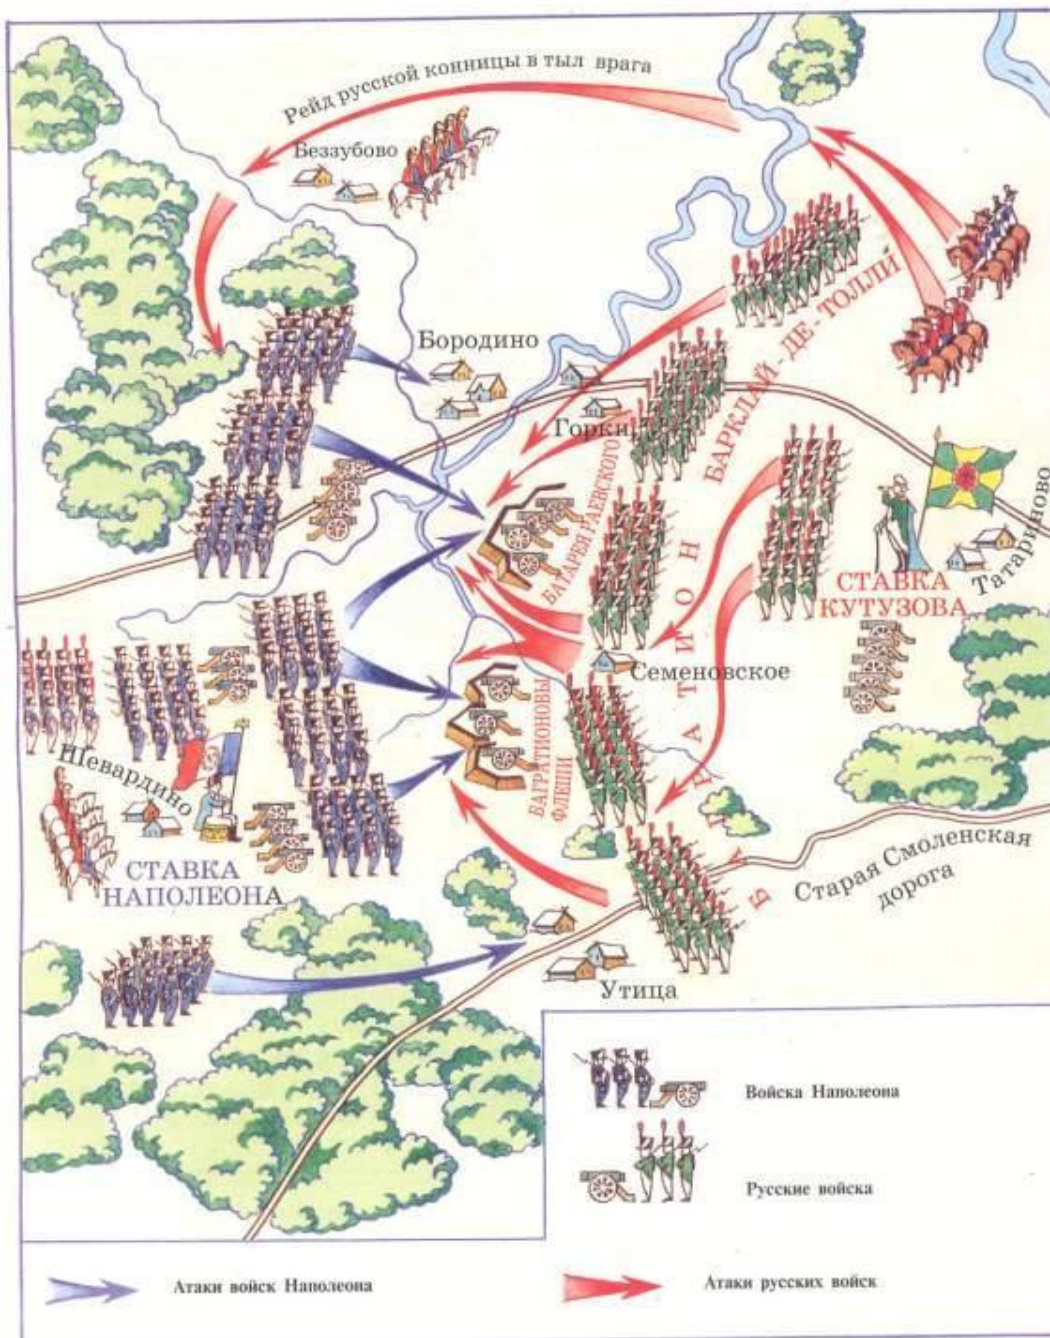 Рейд русской конницы в тыл врага
Беззубово
Бородино
Горки
БАРКЛАЙ - ДЕ - ТОЛЛИ
БАТАРЕЯ РАЕВСКОГО
Татариново
СТАВКА
КУТУЗОВА
Семеновское
БАГРАТИОН
БАГРАТИОНОВЫ
ФЛЕШИ
Шевардино
СТАВКА
НАПОЛЕОНА
Старая Смоленская
дорога
Утица
Войска Наполеона
Русские войска
Атаки войск Наполеона
Атаки русских войск